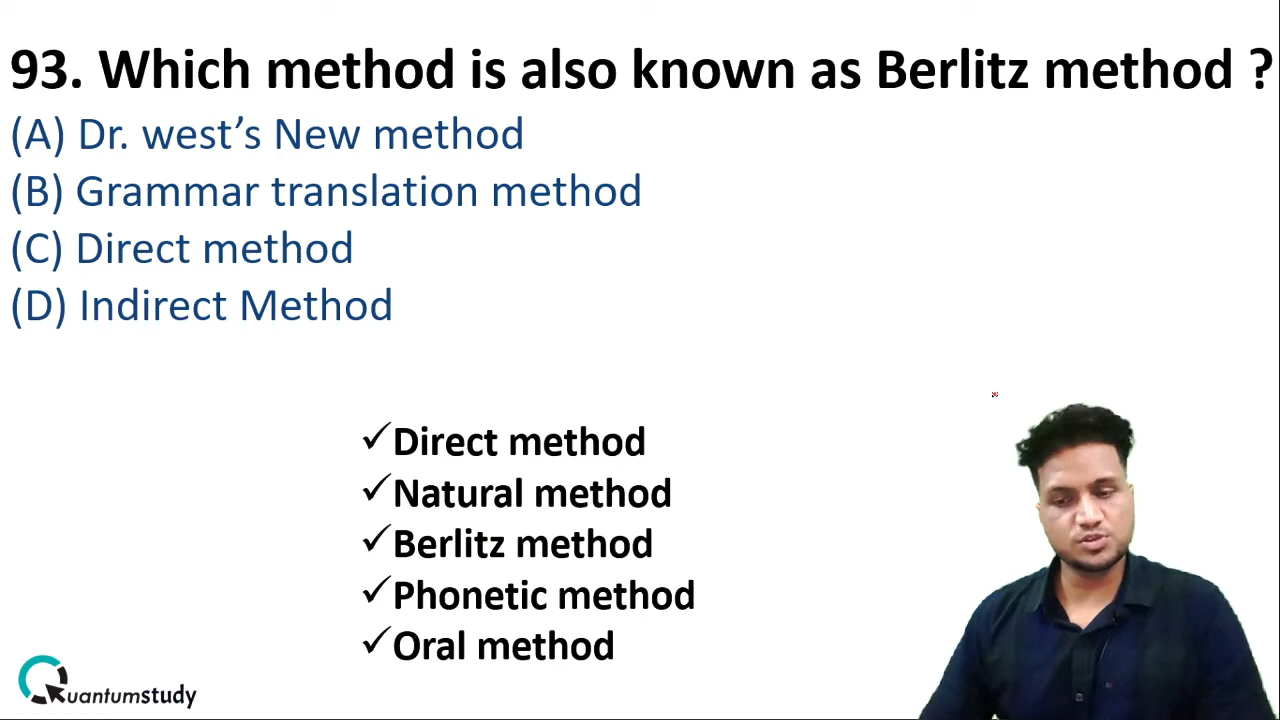 93. Which method is also known as Berlitz method ?
(A) Dr. west’s New method
(B) Grammar translation method
(C) Direct method
(D) Indirect Method
✓Direct method
✓Natural method
✓Berlitz method
✓Phonetic method
✓Oral method
Quantumstudy